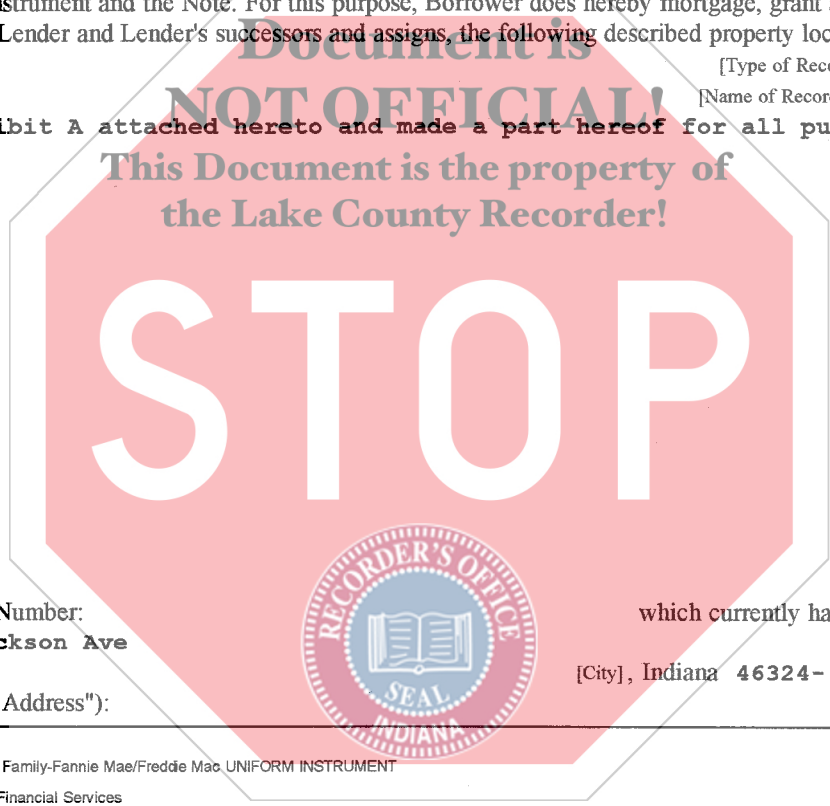 strument and the Note. For this purpose, Borrower does hereby mortgage, grant
Lender and Lender's successors and assigns, the following described property loc
Document is
[Type of Reco
NOT OFFICIAL!
[Name of Record
ibit A attached hereto and made a part hereof for all pu
This Document is the property of
the Lake County Recorder!
STOP
RECORDER'S OFFICE
SEAL
INDIANA
Number:
which currently ha
ckson Ave
[City], Indiana 46324-
Address"):
Family-Fannie Mae/Freddie Mac UNIFORM INSTRUMENT
Financial Services